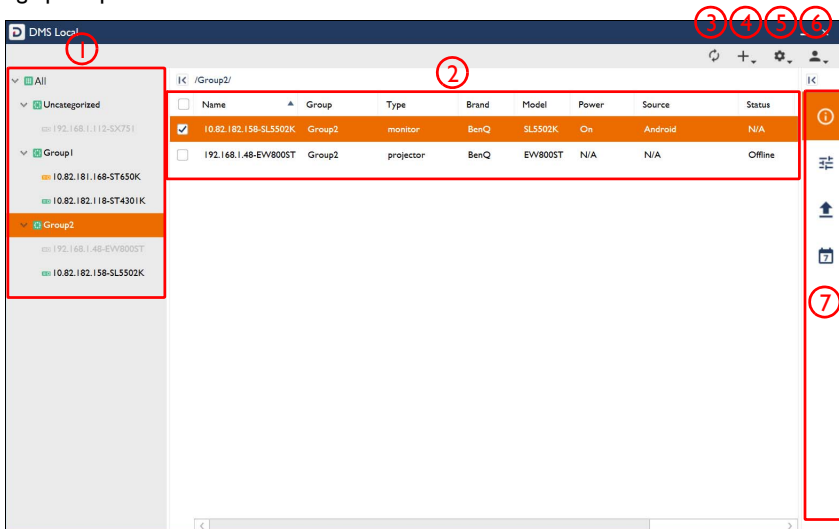 DMS Local
1
2
3
4
5
6
All
/Group2/
Uncategorized
192.168.1.112-SX751
Group1
10.82.181.168-ST650K
10.82.182.118-ST4301K
Group2
192.168.1.48-EW800ST
10.82.182.158-SL5502K
Name Group Type Brand Model Power Source Status
10.82.182.158-SL5502K Group2 monitor BenQ SL5502K On Android N/A
192.168.1.48-EW800ST Group2 projector BenQ EW800ST N/A N/A Offline
7
7